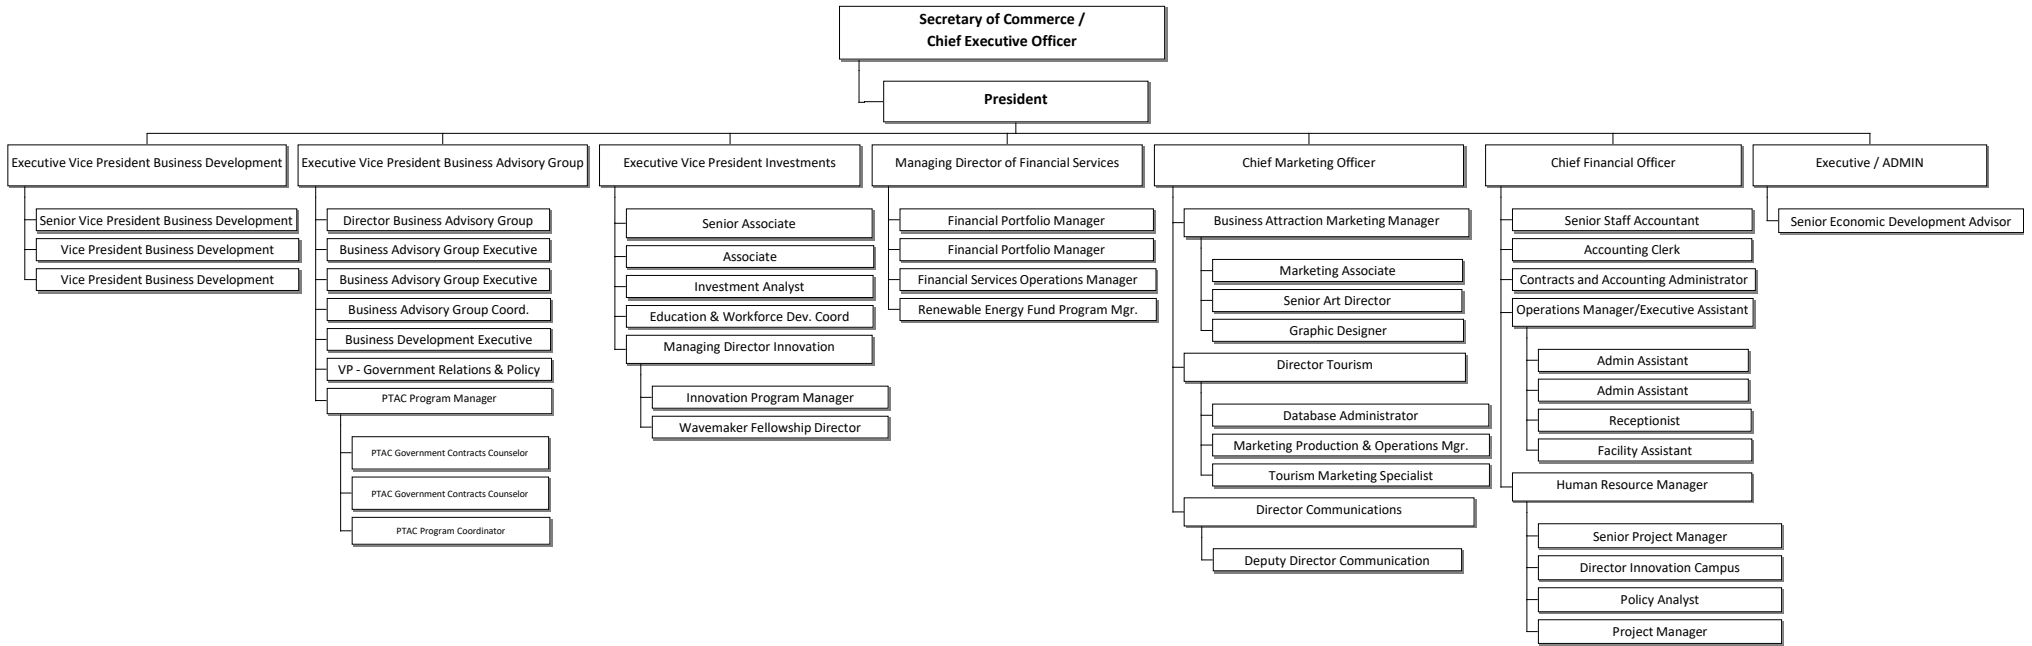 Secretary of Commerce /
Chief Executive Officer
President
Executive Vice President Business Development
Senior Vice President Business Development
Vice President Business Development
Vice President Business Development
Executive Vice President Business Advisory Group
Director Business Advisory Group
Business Advisory Group Executive
Business Advisory Group Executive
Business Advisory Group Coord.
Business Development Executive
VP - Government Relations & Policy
PTAC Program Manager
PTAC Government Contracts Counselor
PTAC Government Contracts Counselor
PTAC Program Coordinator
Executive Vice President Investments
Senior Associate
Associate
Investment Analyst
Education & Workforce Dev. Coord
Managing Director Innovation
Innovation Program Manager
Wavemaker Fellowship Director
Managing Director of Financial Services
Financial Portfolio Manager
Financial Portfolio Manager
Financial Services Operations Manager
Renewable Energy Fund Program Mgr.
Chief Marketing Officer
Business Attraction Marketing Manager
Marketing Associate
Senior Art Director
Graphic Designer
Director Tourism
Database Administrator
Marketing Production & Operations Mgr.
Tourism Marketing Specialist
Director Communications
Deputy Director Communication
Chief Financial Officer
Senior Staff Accountant
Accounting Clerk
Contracts and Accounting Administrator
Operations Manager/Executive Assistant
Admin Assistant
Admin Assistant
Receptionist
Facility Assistant
Human Resource Manager
Senior Project Manager
Director Innovation Campus
Policy Analyst
Project Manager
Executive / ADMIN
Senior Economic Development Advisor